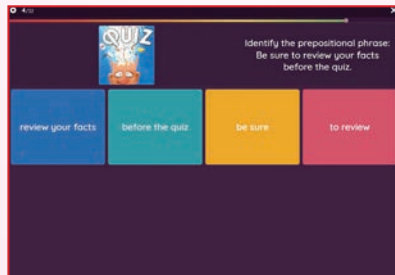 4/21
QUIZ
Identify the prepositional phrase:
Be sure to review your facts
before the quiz.
review your facts
before the quiz
be sure
to review